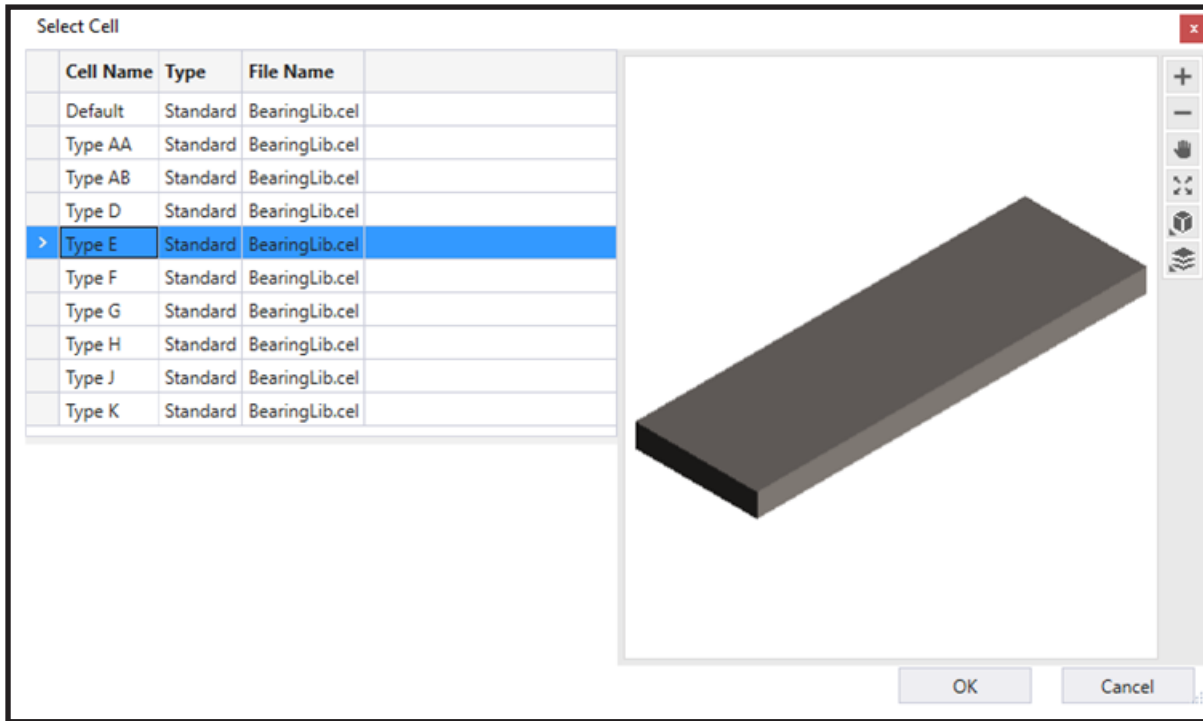 Select Cell
x
Cell Name Type File Name
Default Standard BearingLib.cel
Type AA Standard BearingLib.cel
Type AB Standard BearingLib.cel
Type D Standard BearingLib.cel
> Type E Standard BearingLib.cel
Type F Standard BearingLib.cel
Type G Standard BearingLib.cel
Type H Standard BearingLib.cel
Type J Standard BearingLib.cel
Type K Standard BearingLib.cel
OK Cancel